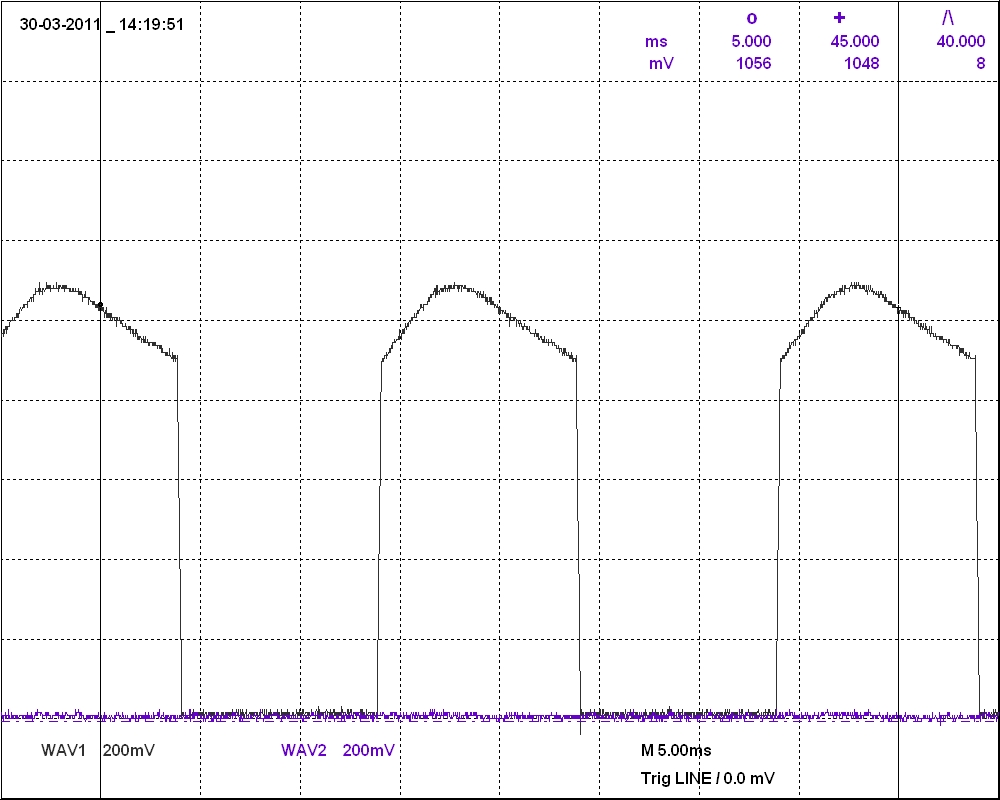 30-03-2011 _ 14:19:51
o + /\
ms 5.000 45.000 40.000
mV 1056 1048 8
WAV1 200mV WAV2 200mV M 5.00ms
Trig LINE / 0.0 mV